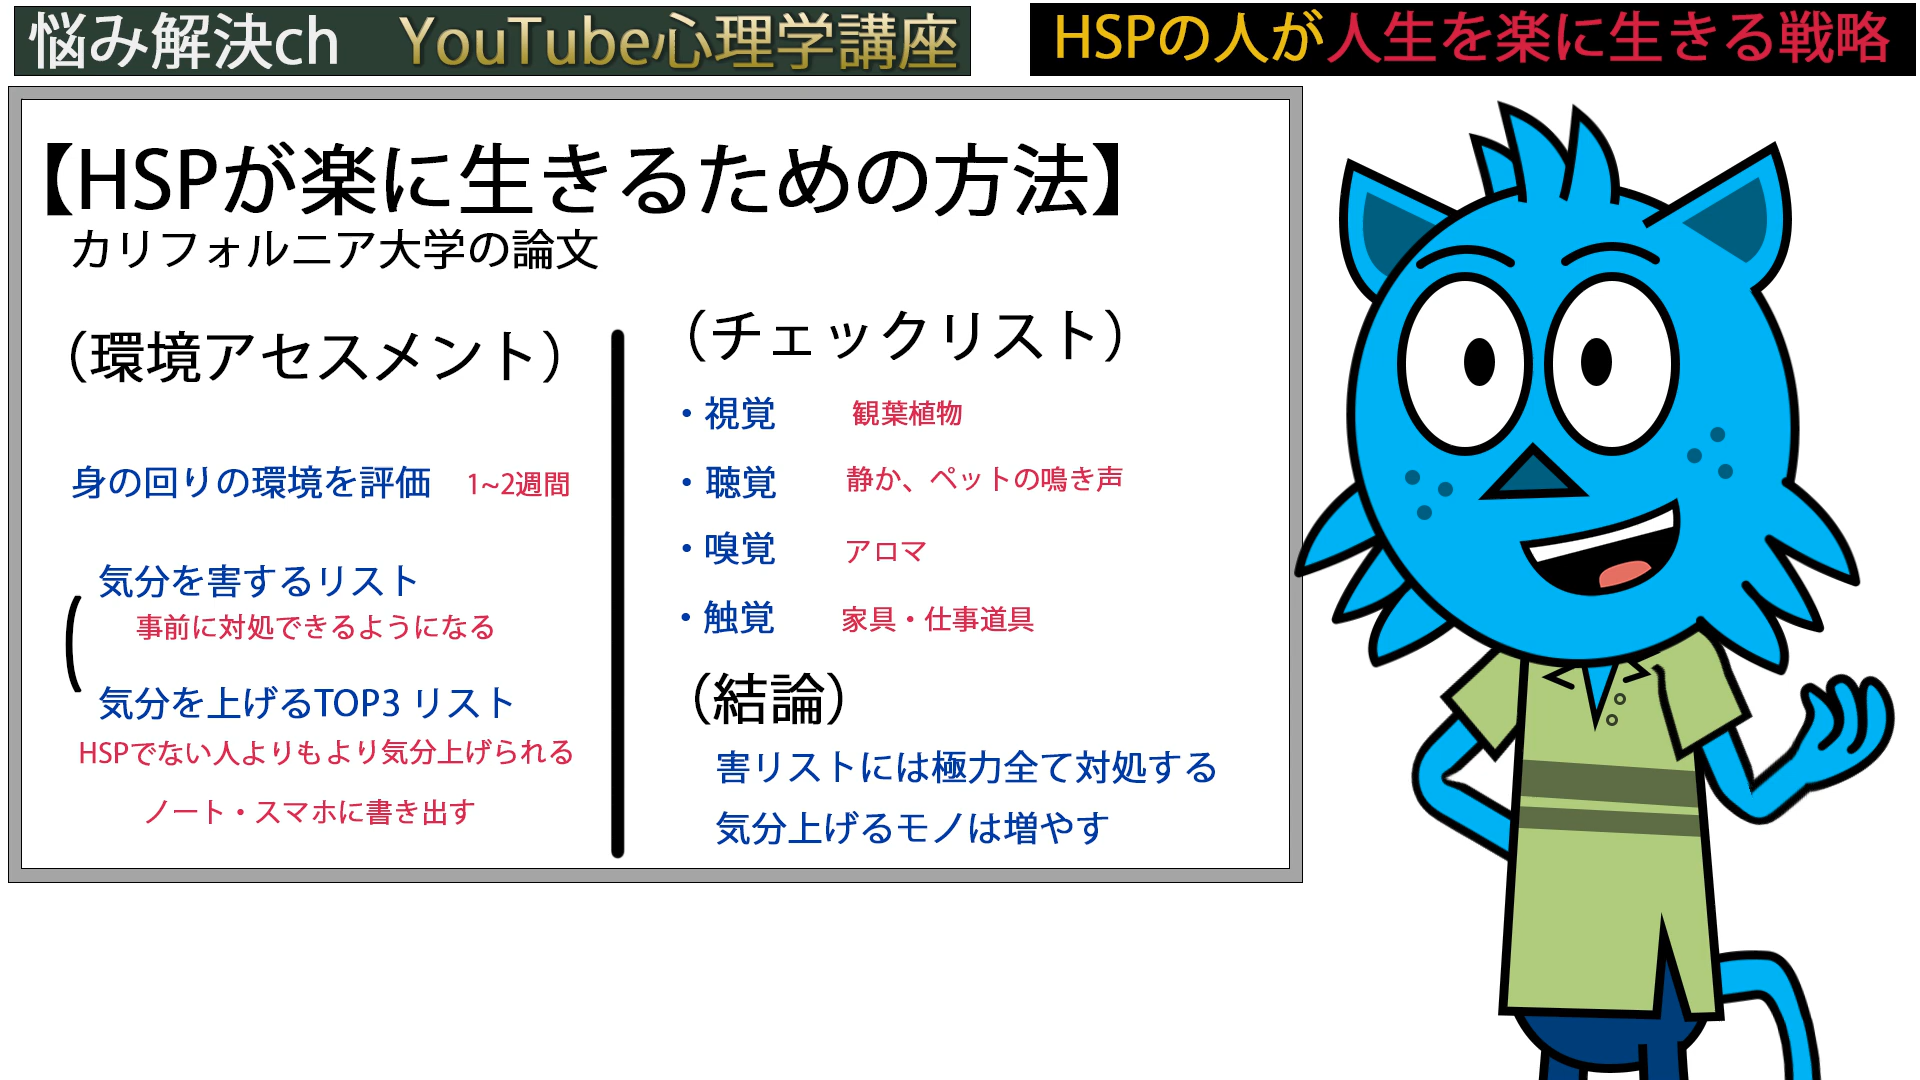 悩み解決ch YouTube心理学講座
HSPの人が人生を楽に生きる戦略
【HSPが楽に生きるための方法】
カリフォルニア大学の論文
（環境アセスメント）
身の回りの環境を評価 1~2週間
気分を害するリスト
事前に対処できるようになる
気分を上げるTOP3 リスト
HSPでない人よりもより気分上げられる
ノート・スマホに書き出す
（チェックリスト）
・視覚 観葉植物
・聴覚 静か、ペットの鳴き声
・嗅覚 アロマ
・触覚 家具・仕事道具
（結論）
害リストには極力全て対処する
気分上げるモノは増やす